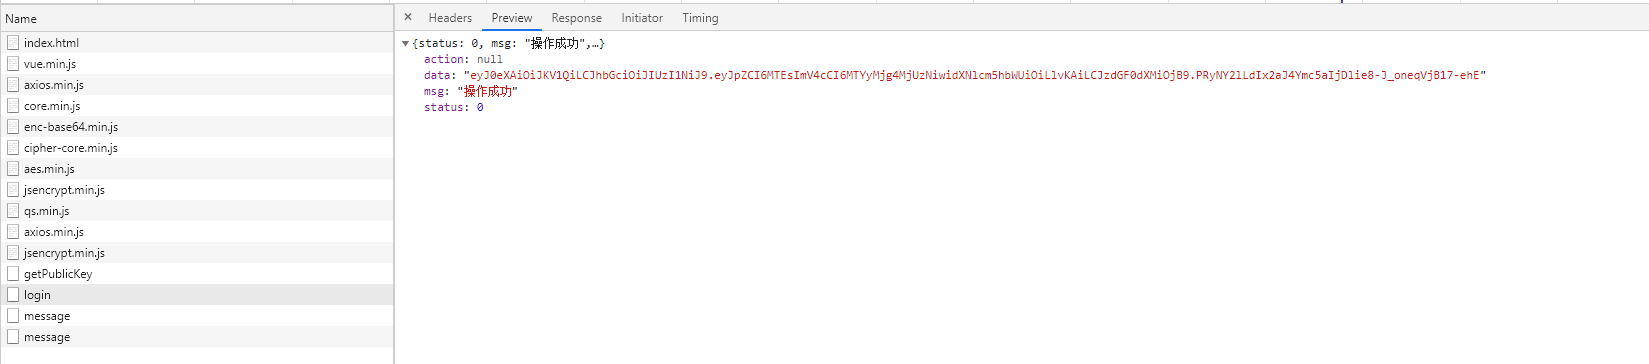 Name
index.html
vue.min.js
axios.min.js
core.min.js
enc-base64.min.js
cipher-core.min.js
aes.min.js
jsencrypt.min.js
qs.min.js
axios.min.js
jsencrypt.min.js
getPublicKey
login
message
message
× Headers Preview Response Initiator Timing
▼{status: 0, msg: "操作成功",…}
action: null
data: "eyJ0eXAiOiJKV1QiLCJhbGciOiJIUzI1NiJ9.eyJpZCI6MTEsImV4cCI6MTYyMjg4MjUzNiwidXNlcm5hbWUiOiLlvKAiLCJzdGF0dXMiOjB9.PRyNY2lLdIx2aJ4Ymc5aIjDlie8-J_oneqVjB17-ehE"
msg: "操作成功"
status: 0